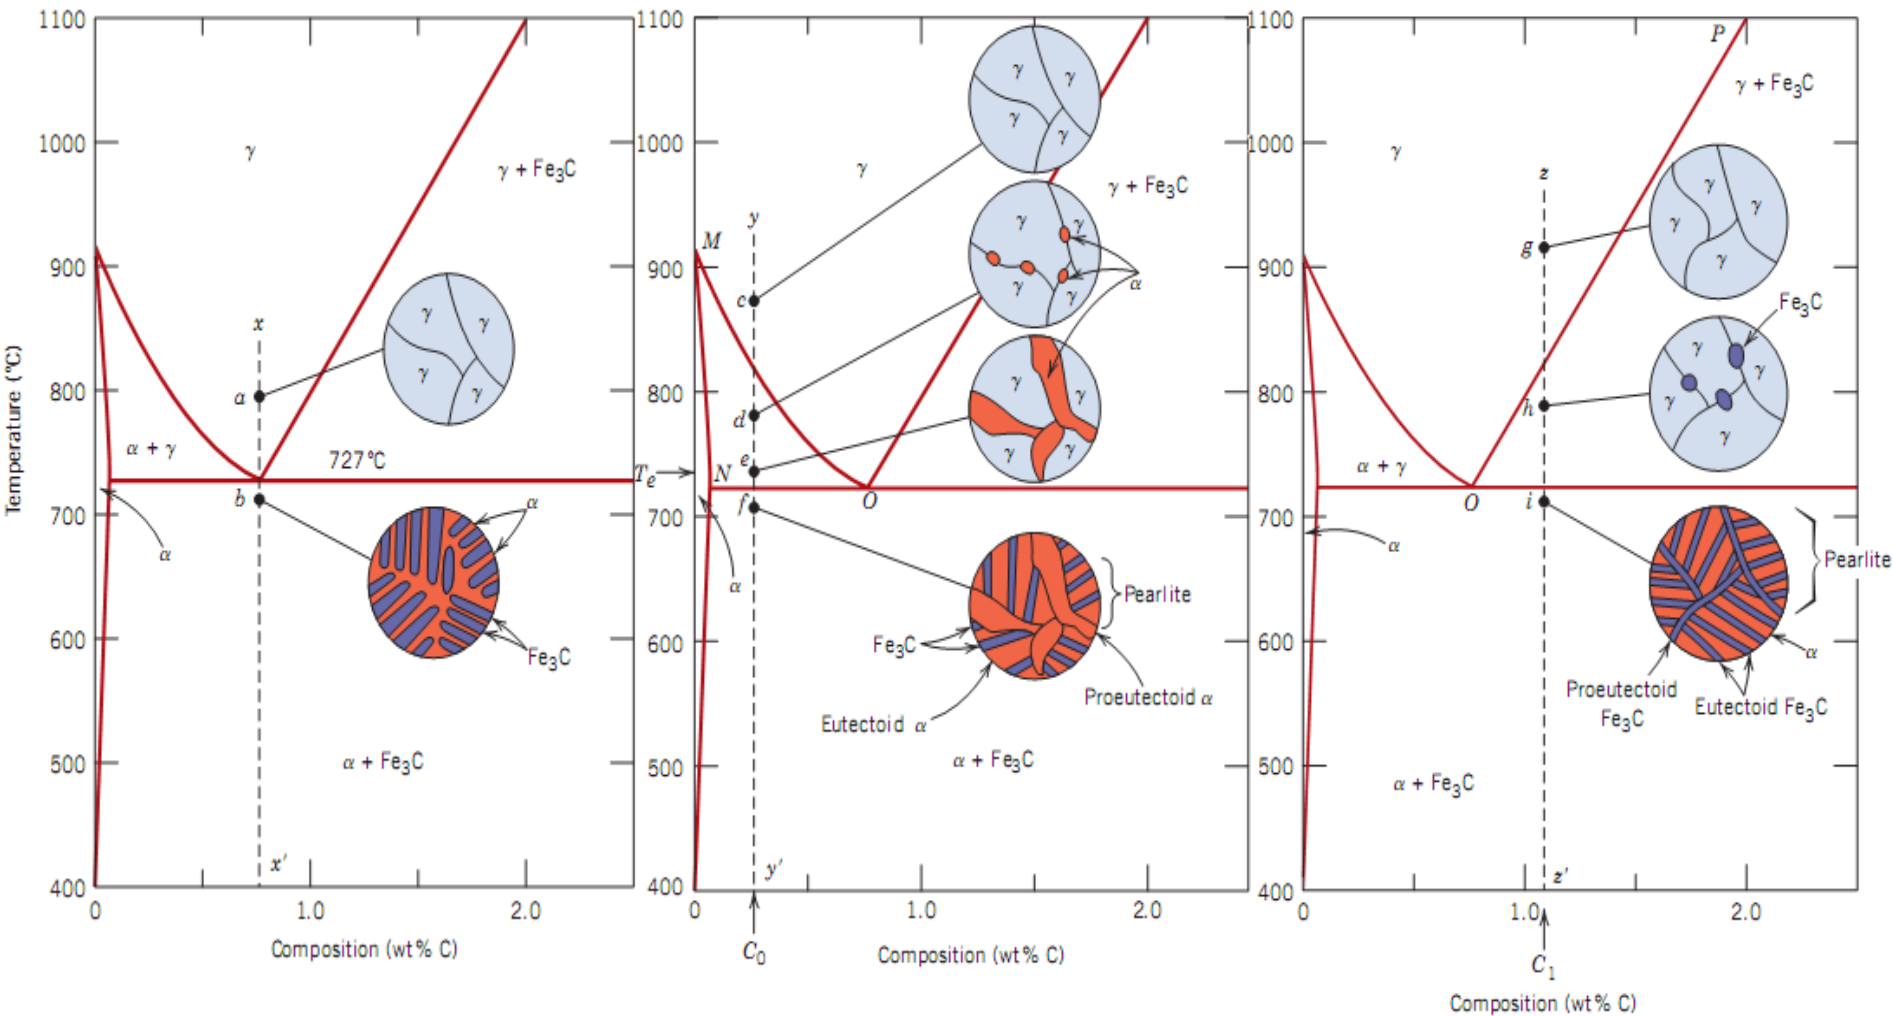 Temperature (°C)
1100
1000
900
800
700
600
500
400
γ
γ + Fe₃C
x
a
γ
γ
γ
γ
α + γ
727°C
b
α
α
Fe₃C
α + Fe₃C
x′
0
1.0
2.0
Composition (wt% C)
1100
1000
900
800
700
600
500
400
γ
γ
γ
γ
γ
γ
γ + Fe₃C
y
M
c
γ
γ
γ
γ
α
d
γ
γ
γ
e
Tₑ
N
O
f
α
Pearlite
Fe₃C
Proeutectoid α
Eutectoid α
α + Fe₃C
y′
0
1.0
2.0
C₀
Composition (wt% C)
1100
1000
900
800
700
600
500
400
P
γ + Fe₃C
γ
z
g
γ
γ
γ
γ
Fe₃C
γ
γ
γ
γ
h
α + γ
O
i
α
Pearlite
α
Proeutectoid
Fe₃C
Eutectoid Fe₃C
α + Fe₃C
z′
0
1.0
2.0
C₁
Composition (wt% C)